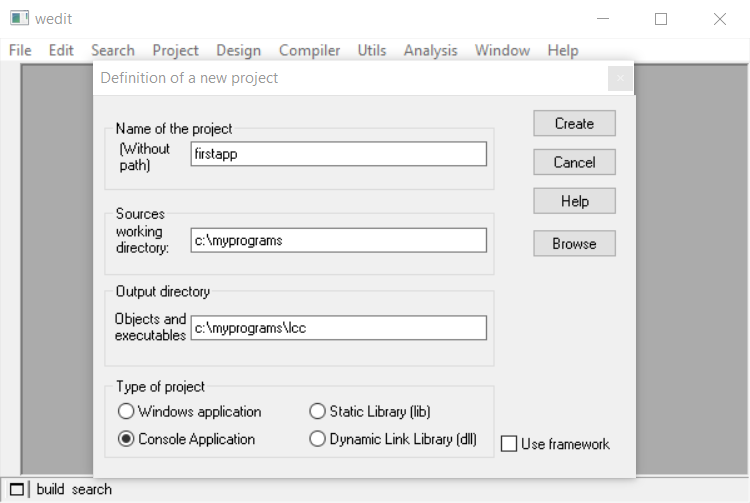 wedit
File Edit Search Project Design Compiler Utils Analysis Window Help
Definition of a new project
Name of the project
(Without
path)
firstapp
Create
Cancel
Help
Browse
Sources
working
directory:
c:\myprograms
Output directory
Objects and
executables
c:\myprograms\lcc
Type of project
Windows application
Static Library (lib)
Console Application
Dynamic Link Library (dll)
Use framework
build search